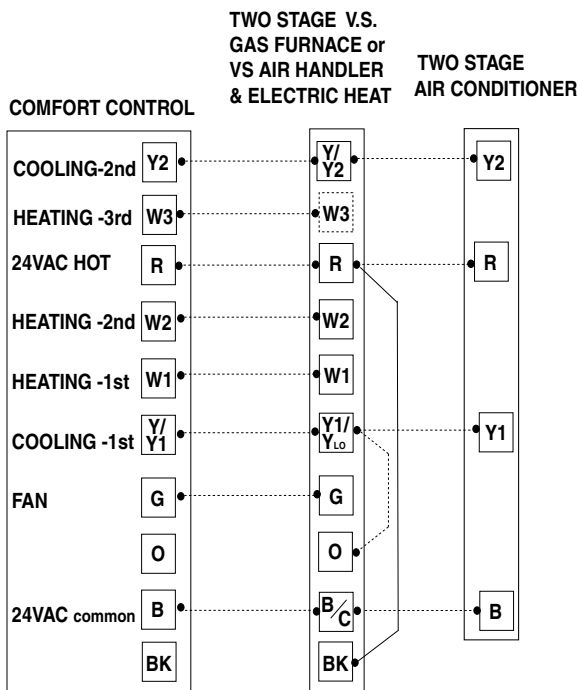 TWO STAGE V.S.
GAS FURNACE or
VS AIR HANDLER
& ELECTRIC HEAT
TWO STAGE
AIR CONDITIONER
COMFORT CONTROL
COOLING-2nd Y2 Y/ Y2 Y2
HEATING -3rd W3 W3
24VAC HOT R R R
HEATING -2nd W2 W2
HEATING -1st W1 W1
COOLING -1st Y/ Y1 Y1/ YLO Y1
FAN G G
O O
24VAC common B B/C B
BK BK